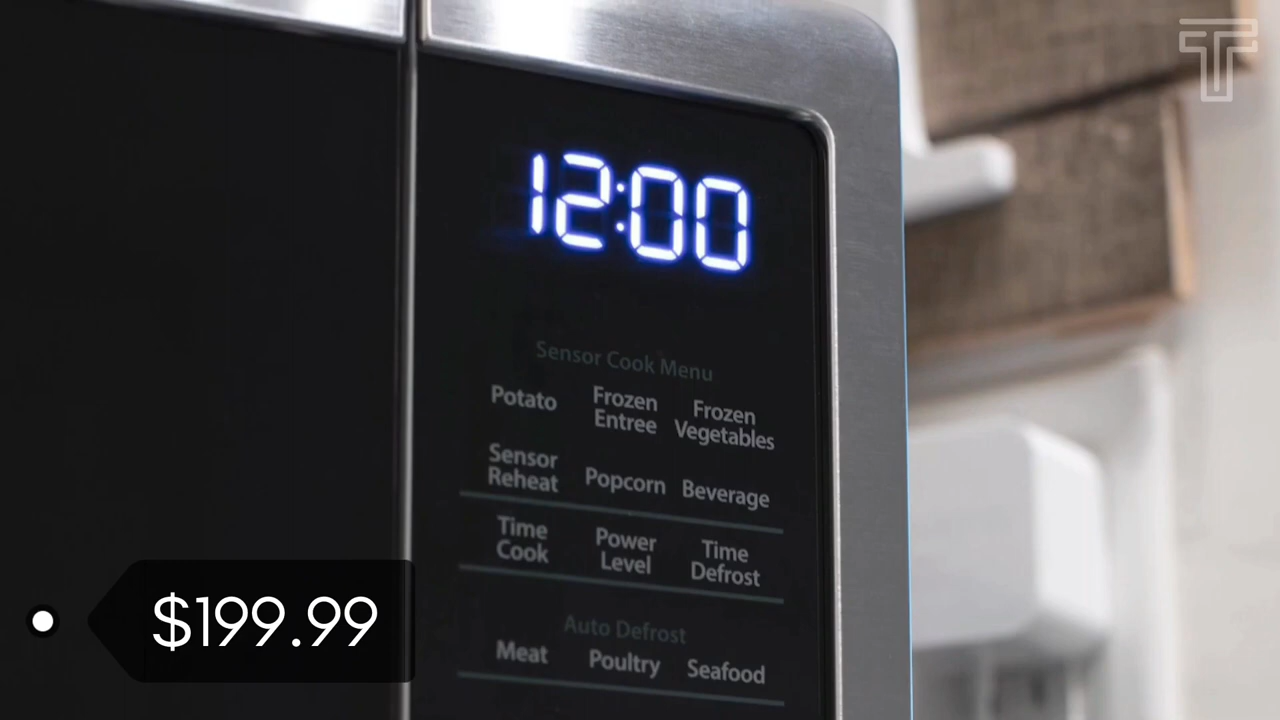 12:00
Sensor Cook Menu
Potato
Frozen
Entree
Frozen
Vegetables
Sensor
Reheat
Popcorn
Beverage
Time
Cook
Power
Level
Time
Defrost
Auto Defrost
Meat
Poultry
Seafood
$199.99